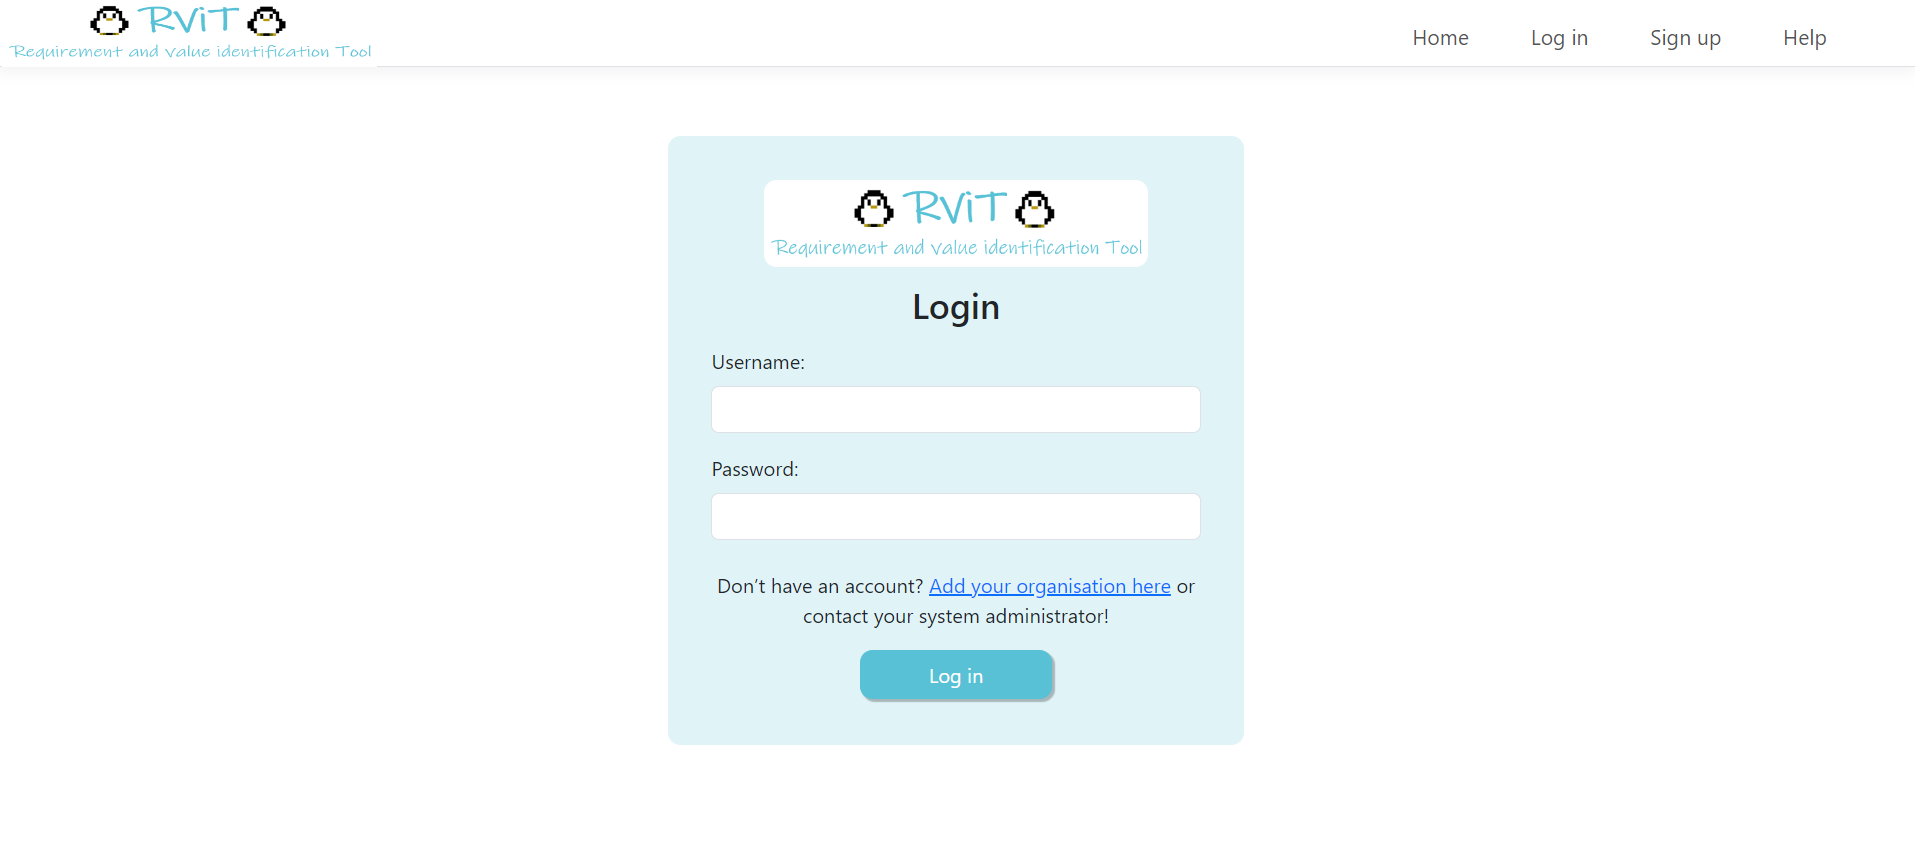 RViT
Requirement and Value identification Tool
Home
Log in
Sign up
Help
RViT
Requirement and Value identification Tool
Login
Username:
Password:
Don't have an account? Add your organisation here or
contact your system administrator!
Log in